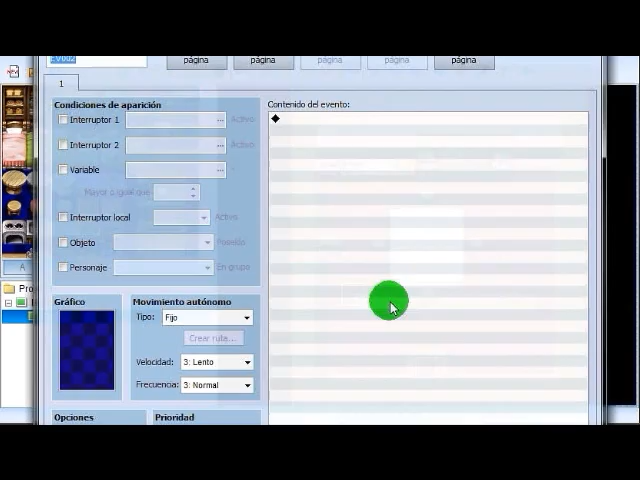 EV002
página página página página página
1
Condiciones de aparición
Interruptor 1 ... Activo
Interruptor 2 ... Activo
Variable ...
Mayor o igual que
Interruptor local Activo
Objeto Poseído
Personaje En grupo
Gráfico
Movimiento autónomo
Tipo: Fijo
Crear ruta...
Velocidad: 3: Lento
Frecuencia: 3: Normal
Opciones
Prioridad
Contenido del evento:
A
Pro